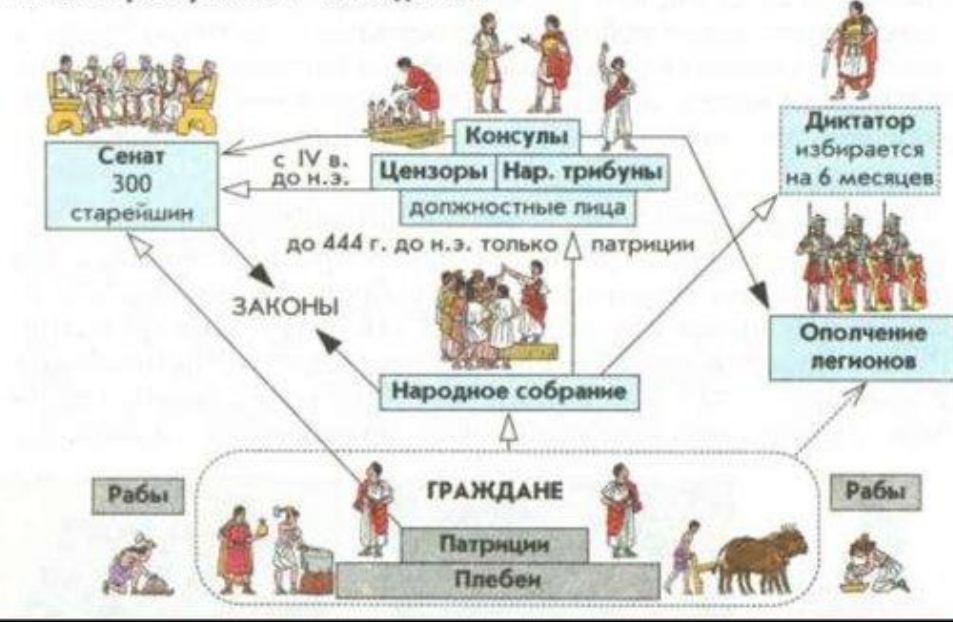 Сенат
300
старейшин
с IV в.
до н.э.
Консулы
Цензоры
Нар. трибуны
должностные лица
Диктатор
избирается
на 6 месяцев
до 444 г. до н.э. только патриции
ЗАКОНЫ
Ополчение
легионов
Народное собрание
Рабы
ГРАЖДАНЕ
Рабы
Патриции
Плебеи